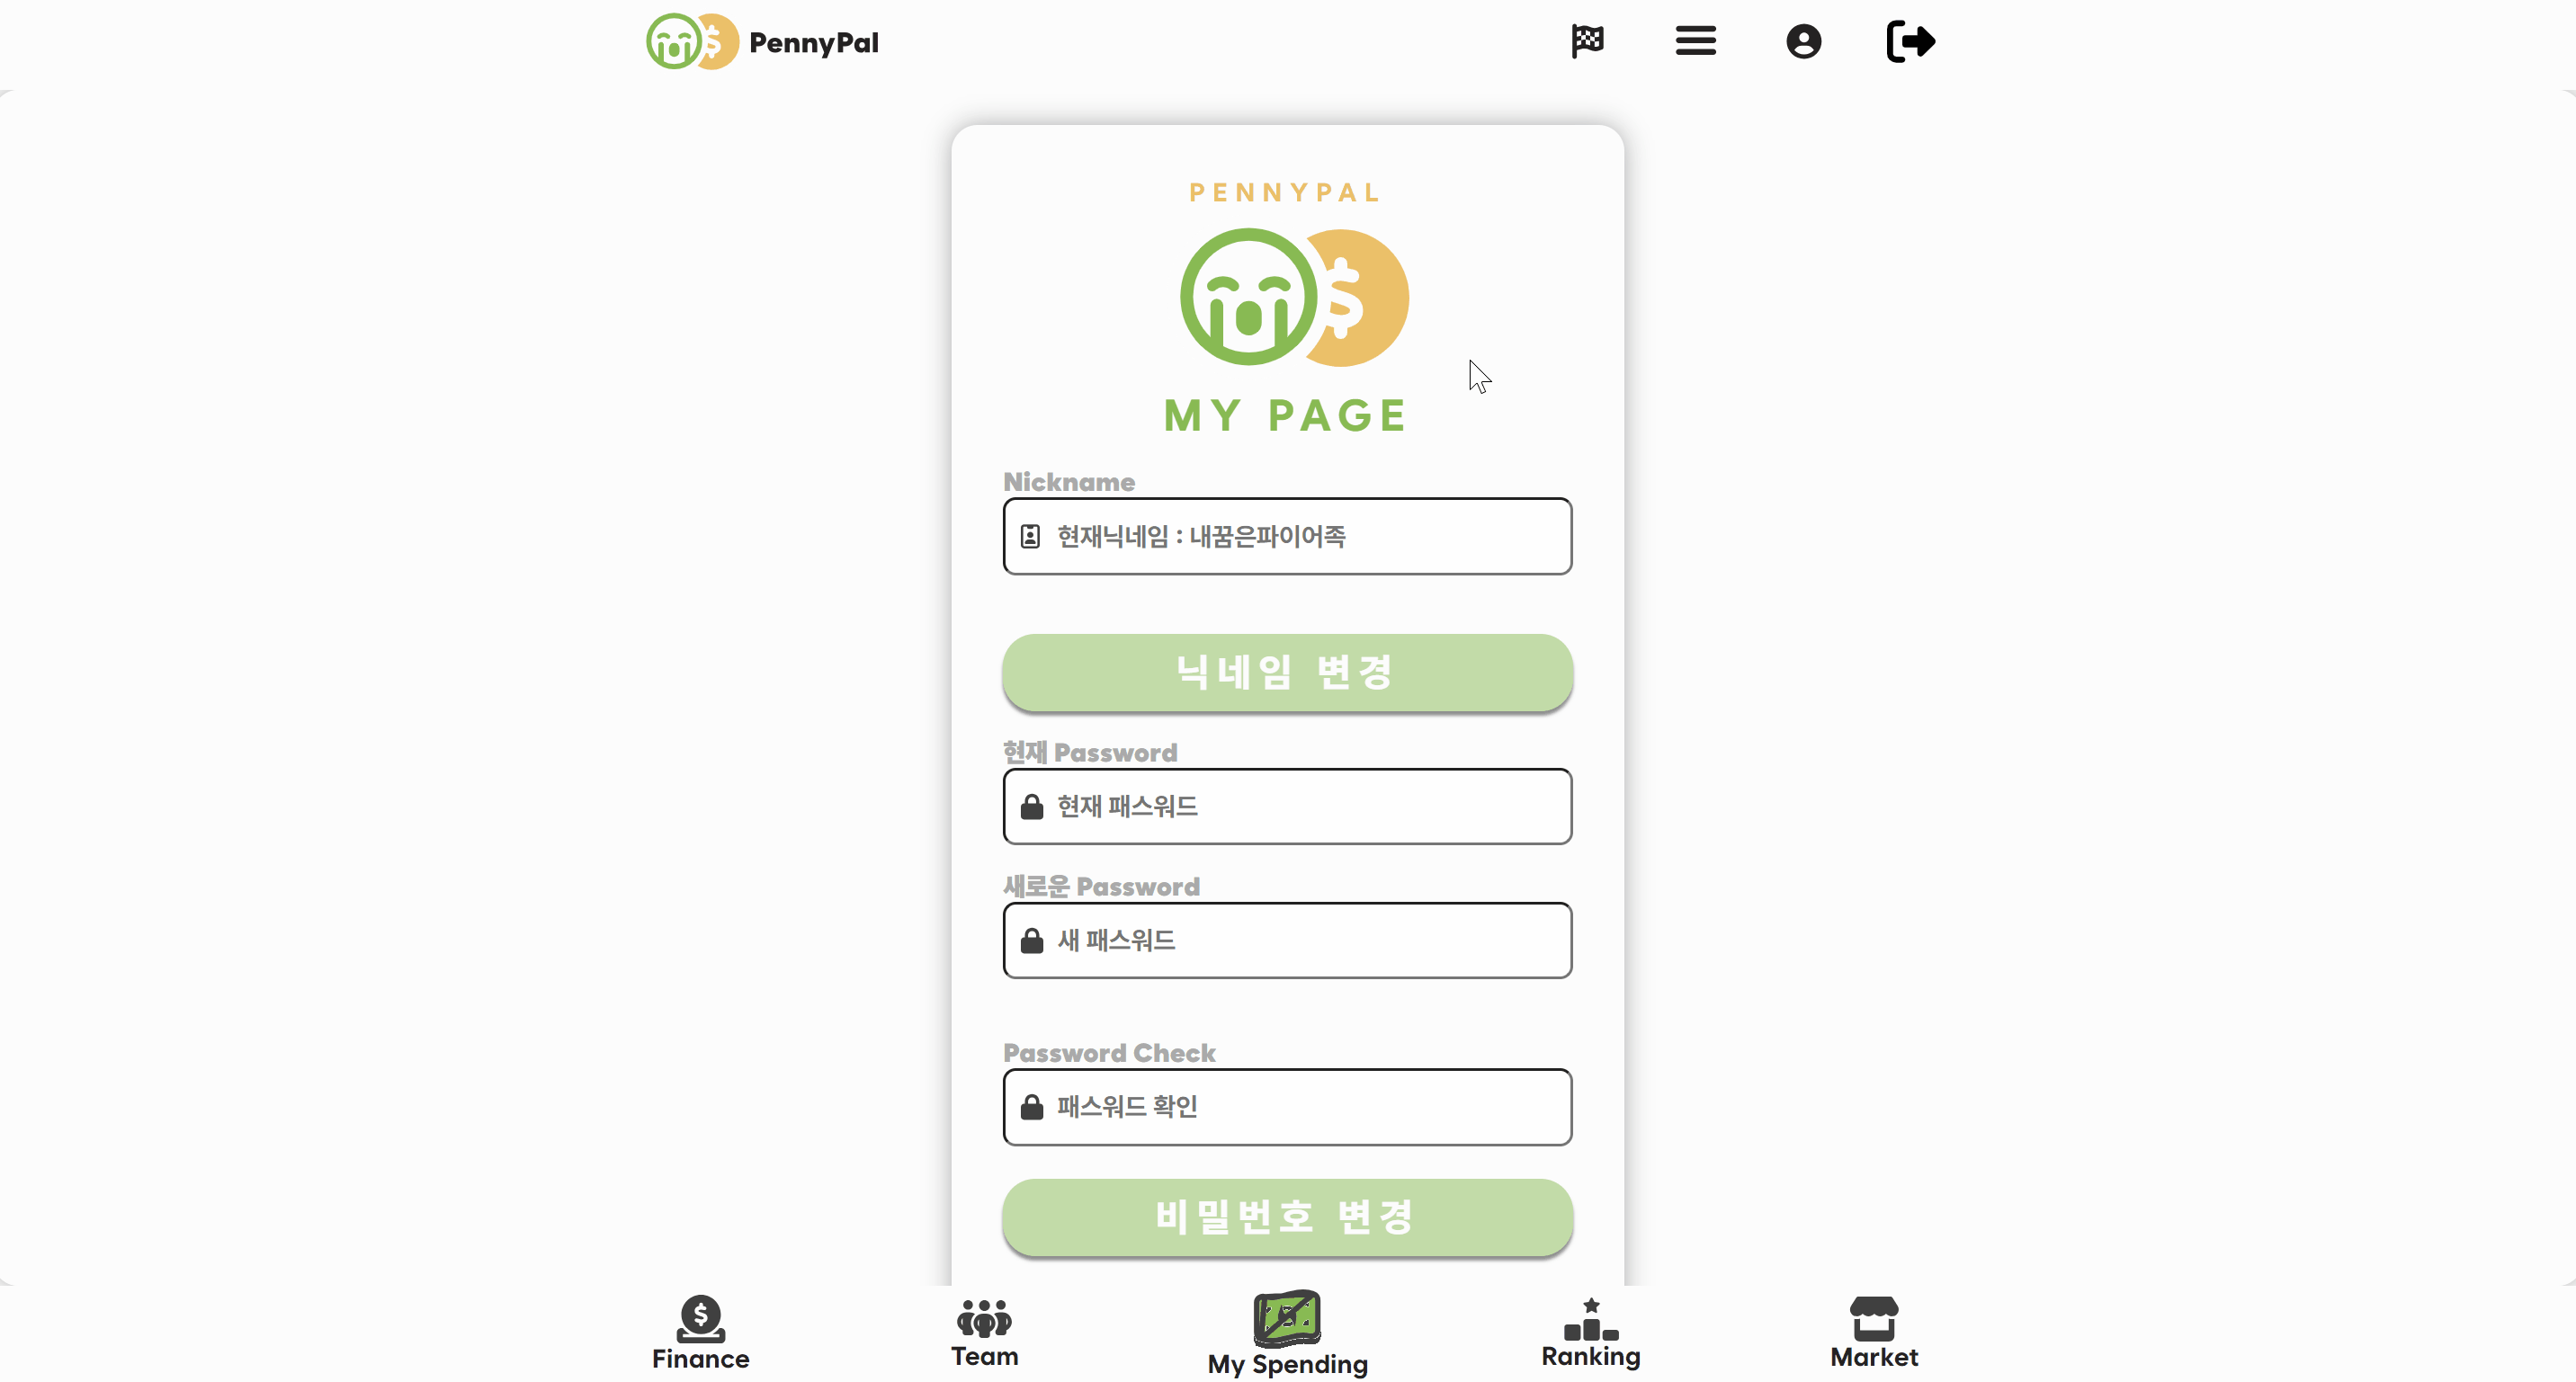 PennyPal
PENNYPAL
MY PAGE
Nickname
현재닉네임 : 내꿈은파이어족
닉네임 변경
현재 Password
현재 패스워드
새로운 Password
새 패스워드
Password Check
패스워드 확인
비밀번호 변경
Finance
Team
My Spending
Ranking
Market